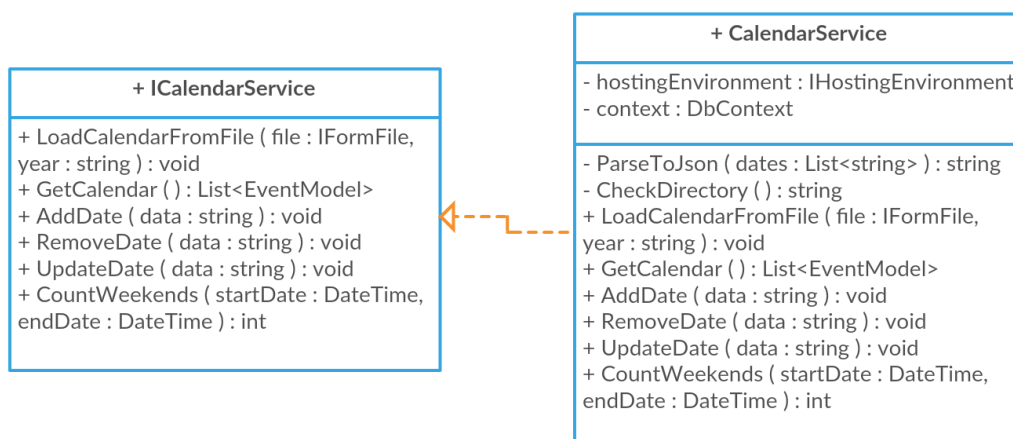 + ICalendarService
+ LoadCalendarFromFile ( file : IFormFile,
year : string ) : void
+ GetCalendar ( ) : List<EventModel>
+ AddDate ( data : string ) : void
+ RemoveDate ( data : string ) : void
+ UpdateDate ( data : string ) : void
+ CountWeekends ( startDate : DateTime,
endDate : DateTime ) : int
+ CalendarService
- hostingEnvironment : IHostingEnvironment
- context : DbContext
- ParseToJson ( dates : List<string> ) : string
- CheckDirectory ( ) : string
+ LoadCalendarFromFile ( file : IFormFile,
year : string ) : void
+ GetCalendar ( ) : List<EventModel>
+ AddDate ( data : string ) : void
+ RemoveDate ( data : string ) : void
+ UpdateDate ( data : string ) : void
+ CountWeekends ( startDate : DateTime,
endDate : DateTime ) : int